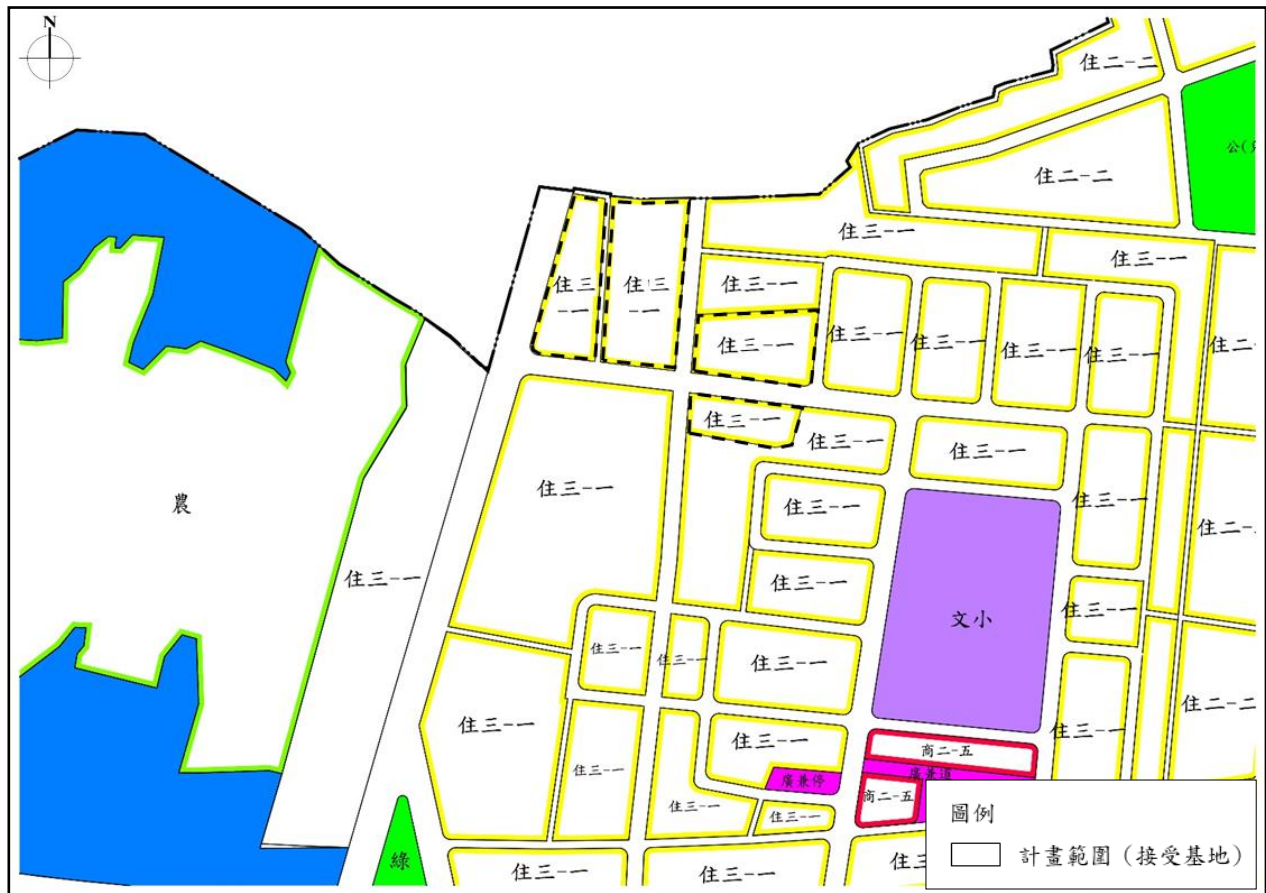 N
住二-二
公(兒
住二-二
住三-一
住三-一
住三
-一
住三
-一
住三-一
住三-一
住三-一
住三-一
住三-一
住三-一
住二-
住三-一
住三-一
住三-一
住三-一
住三-一
住三-一
農
住三-一
住二-
住三-一
住三-一
文小
住三-一
住三-一
住三-一
住三-一
住三-一
住二-二
住三-一
住三-一
商二-五
住三-一
廣兼道
廣兼停
商二-五
住三-一
住三-一
綠
住三-一
住三-一
住三
圖例
計畫範圍（接受基地）